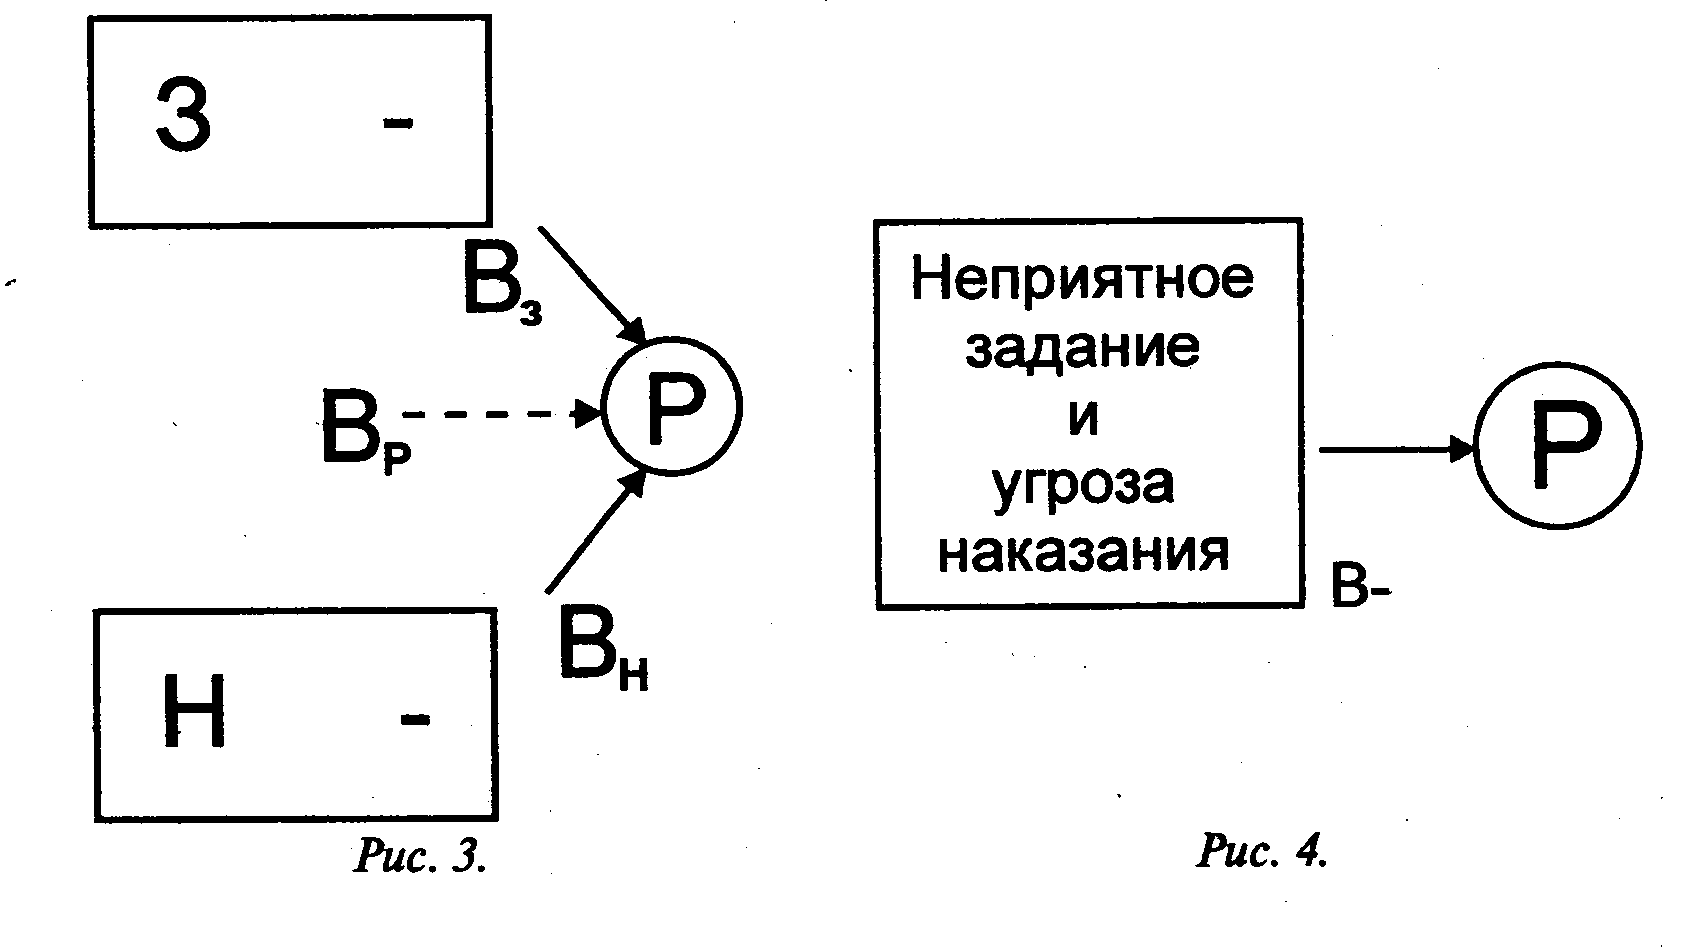 З -
Вз
Вр
Р
Вн
Н -
Рис. 3.
Неприятное
задание
и
угроза
наказания
Р
В-
Рис. 4.